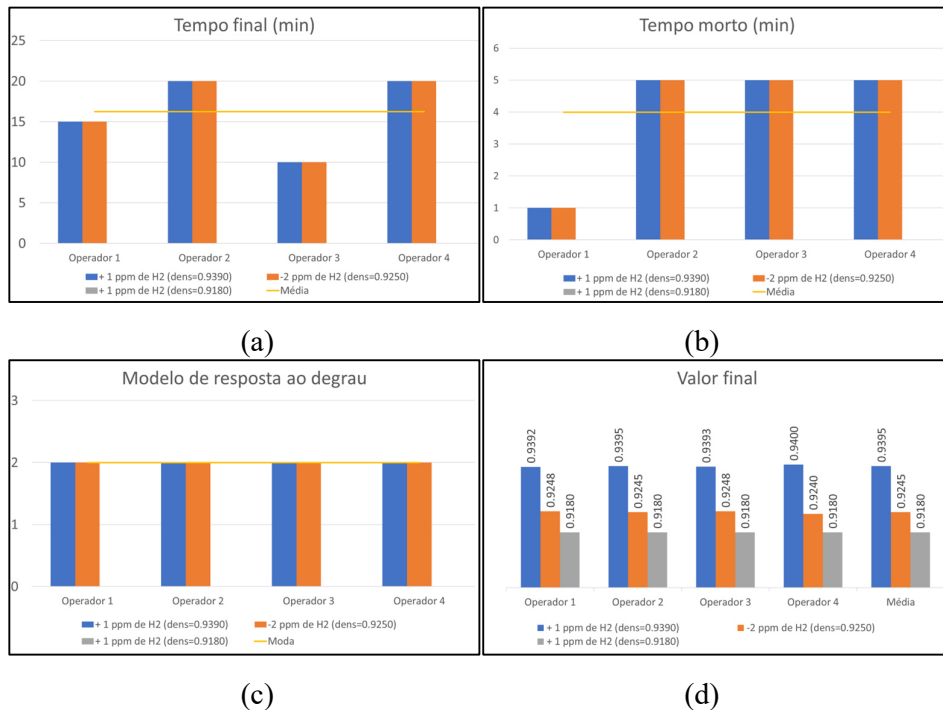 Tempo final (min)
25
20
15
10
5
0
Operador 1 Operador 2 Operador 3 Operador 4
+ 1 ppm de H2 (dens=0.9390) -2 ppm de H2 (dens=0.9250)
+ 1 ppm de H2 (dens=0.9180) Média
(a)
Tempo morto (min)
6
5
4
3
2
1
0
Operador 1 Operador 2 Operador 3 Operador 4
+ 1 ppm de H2 (dens=0.9390) -2 ppm de H2 (dens=0.9250)
+ 1 ppm de H2 (dens=0.9180) Média
(b)
Modelo de resposta ao degrau
3
2
1
0
Operador 1 Operador 2 Operador 3 Operador 4
+ 1 ppm de H2 (dens=0.9390) -2 ppm de H2 (dens=0.9250)
+ 1 ppm de H2 (dens=0.9180) Moda
(c)
Valor final
0.9392 0.9248 0.9180 0.9395 0.9245 0.9180 0.9393 0.9248 0.9180 0.9400 0.9240 0.9180 0.9395 0.9245 0.9180
Operador 1 Operador 2 Operador 3 Operador 4 Média
+ 1 ppm de H2 (dens=0.9390) -2 ppm de H2 (dens=0.9250)
+ 1 ppm de H2 (dens=0.9180)
(d)